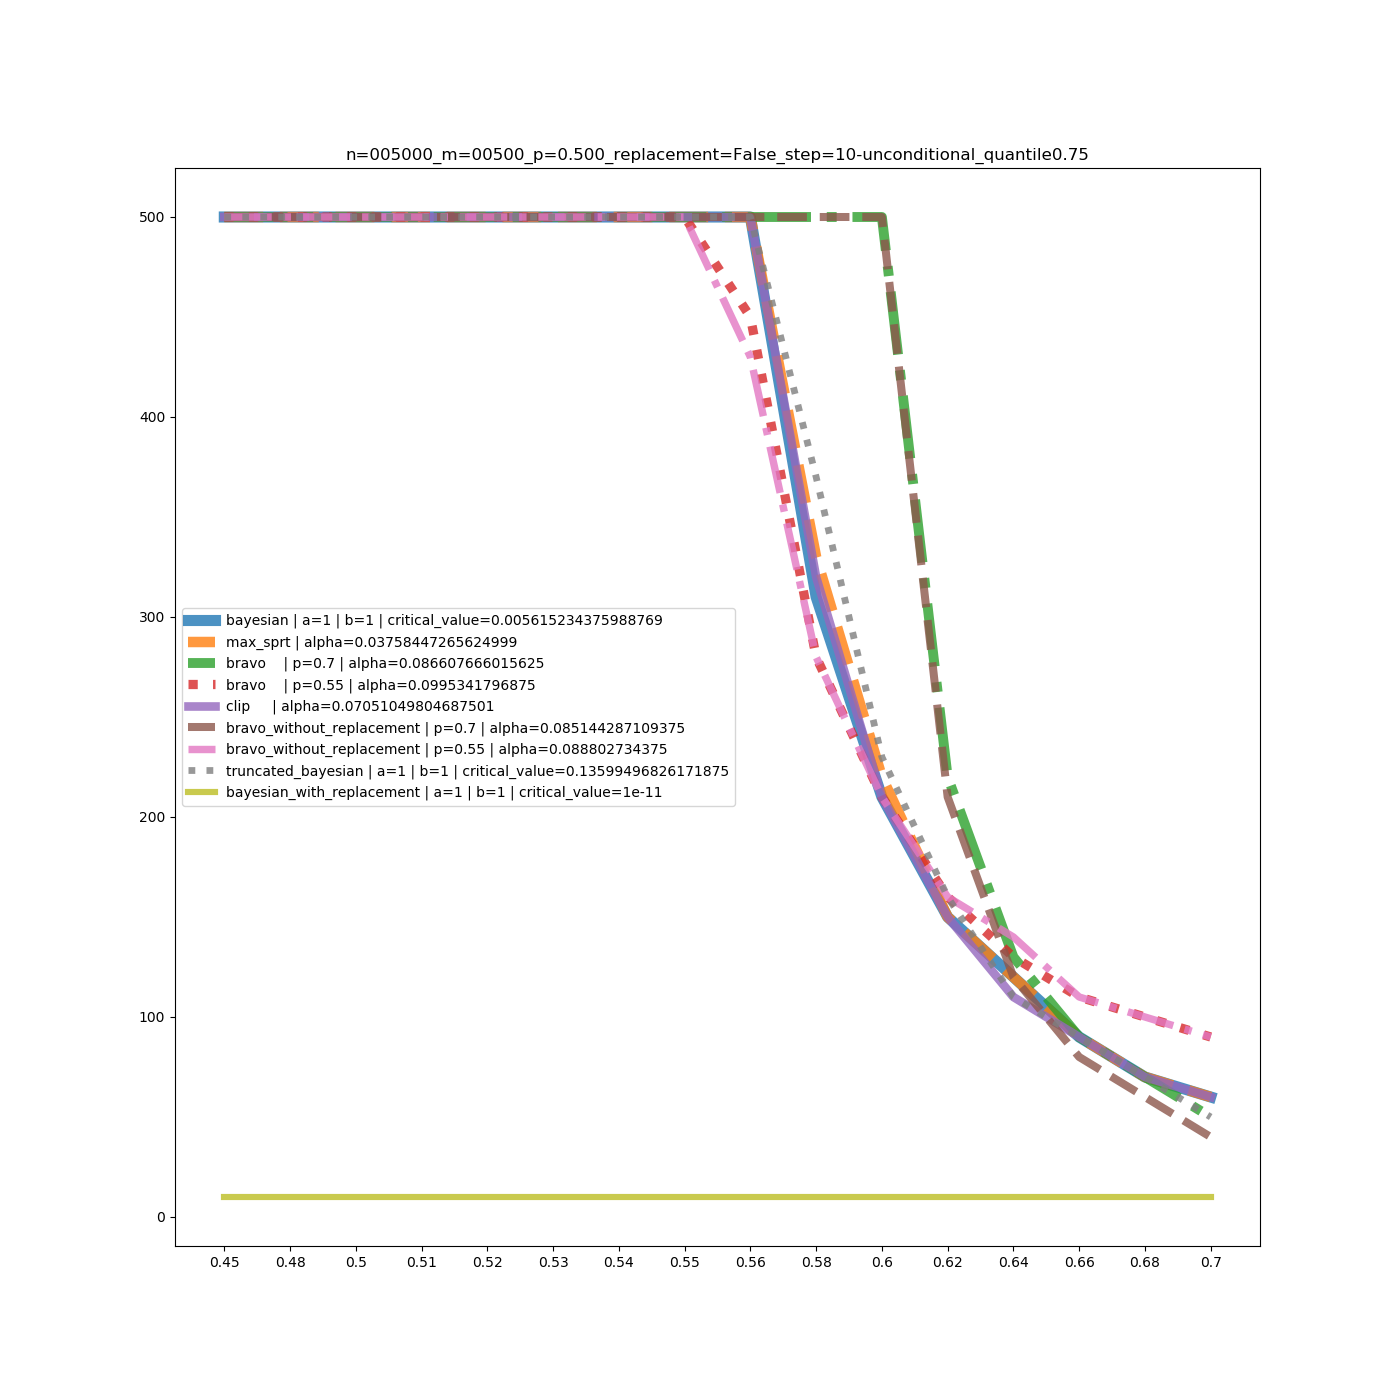 n=005000_m=00500_p=0.500_replacement=False_step=10-unconditional_quantile0.75
500
400
300
200
100
0
bayesian | a=1 | b=1 | critical_value=0.005615234375988769
max_sprt | alpha=0.03758447265624999
bravo | p=0.7 | alpha=0.086607666015625
bravo | p=0.55 | alpha=0.0995341796875
clip | alpha=0.07051049804687501
bravo_without_replacement | p=0.7 | alpha=0.085144287109375
bravo_without_replacement | p=0.55 | alpha=0.088802734375
truncated_bayesian | a=1 | b=1 | critical_value=0.13599496826171875
bayesian_with_replacement | a=1 | b=1 | critical_value=1e-11
0.45 0.48 0.5 0.51 0.52 0.53 0.54 0.55 0.56 0.58 0.6 0.62 0.64 0.66 0.68 0.7